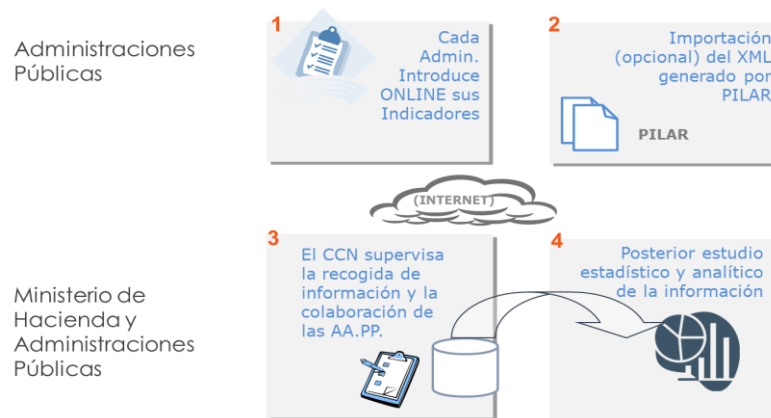 Administraciones
Públicas
1
Cada
Admin.
Introduce
ONLINE sus
Indicadores
2
Importación
(opcional) del XML
generado por
PILAR
PILAR
(INTERNET)
Ministerio de
Hacienda y
Administraciones
Públicas
3
El CCN supervisa
la recogida de
información y la
colaboración de
las AA.PP.
4
Posterior estudio
estadístico y analítico
de la información